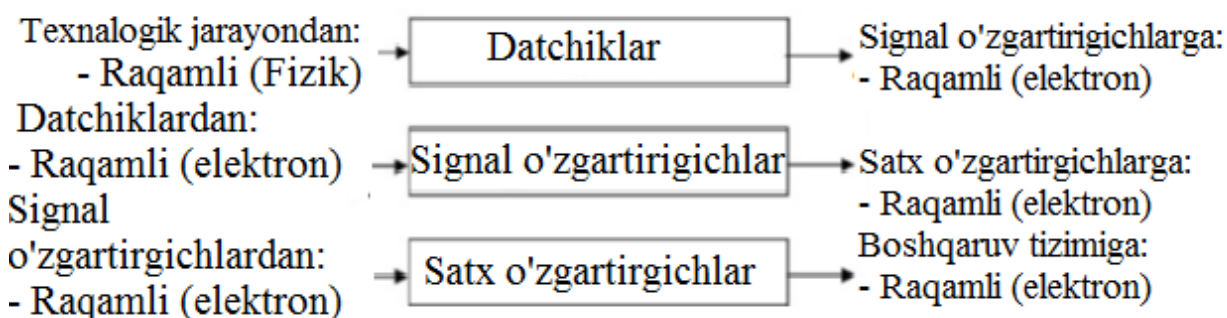 Texnalogik jarayondan:
- Raqamli (Fizik)
Datchiklar
Signal o'zgartirigichlarga:
- Raqamli (elektron)
Datchiklardan:
- Raqamli (elektron)
Signal o'zgartirigichlar
Satx o'zgartirgichlarga:
- Raqamli (elektron)
Signal
o'zgartirgichlardan:
- Raqamli (elektron)
Satx o'zgartirgichlar
Boshqaruv tizimiga:
- Raqamli (elektron)